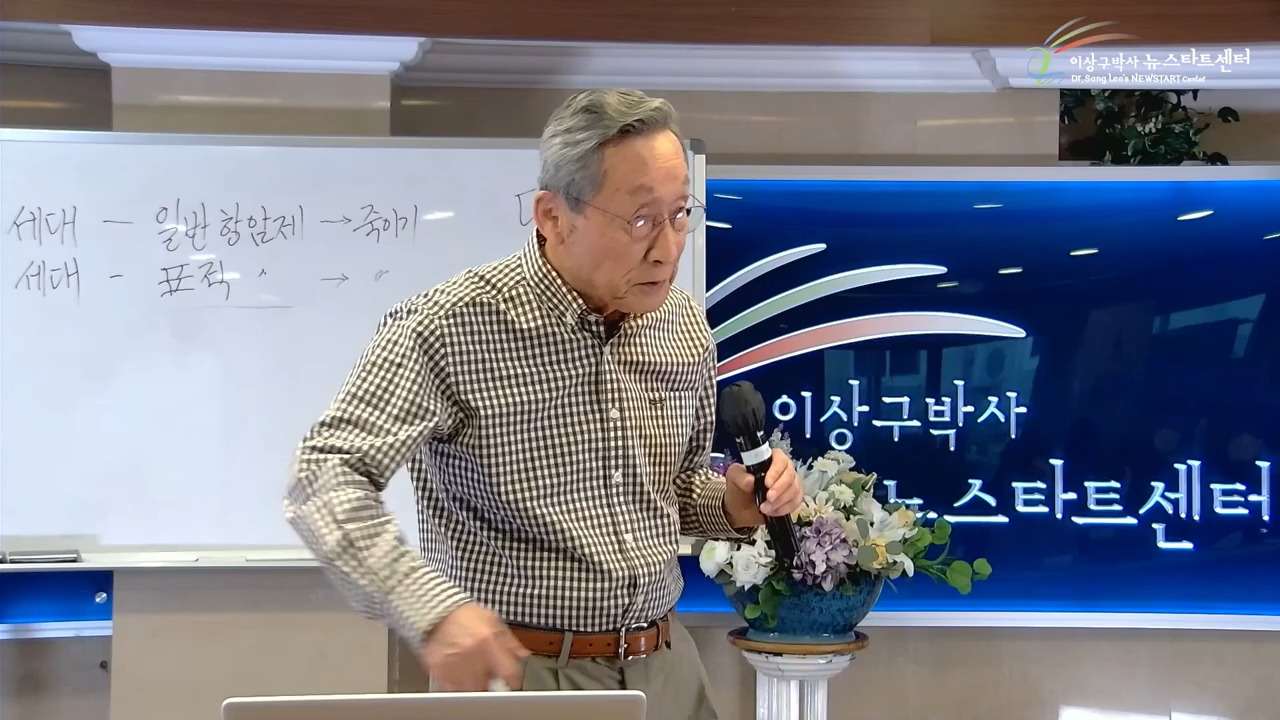 이상구박사 뉴스타트센터
Dr. Sang Lee's NEWSTART Center
세대 — 일반항암제 → 죽이기
세대 - 표적 〃 → 〃
이상구박사
뉴스타트센터